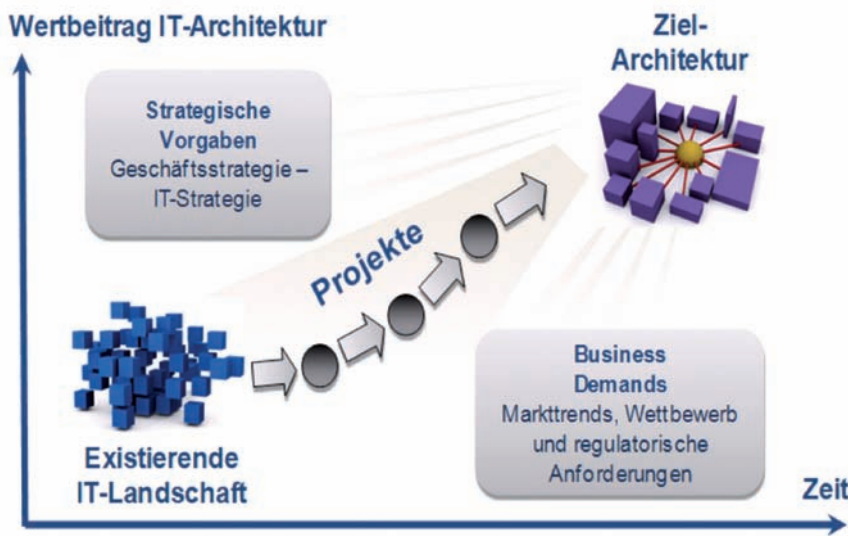 Wertbeitrag IT-Architektur
Ziel-
Architektur
Strategische
Vorgaben
Geschäftsstrategie –
IT-Strategie
Projekte
Existierende
IT-Landschaft
Business
Demands
Markttrends, Wettbewerb
und regulatorische
Anforderungen
Zeit